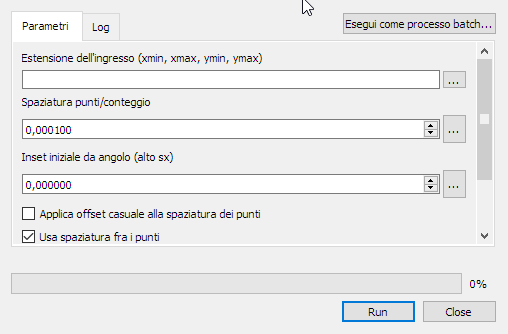 Parametri
Log
Esegui come processo batch...
Estensione dell'ingresso (xmin, xmax, ymin, ymax)
...
Spaziatura punti/conteggio
0,000100
...
Inset iniziale da angolo (alto sx)
0,000000
...
Applica offset casuale alla spaziatura dei punti
Usa spaziatura fra i punti
0%
Run
Close